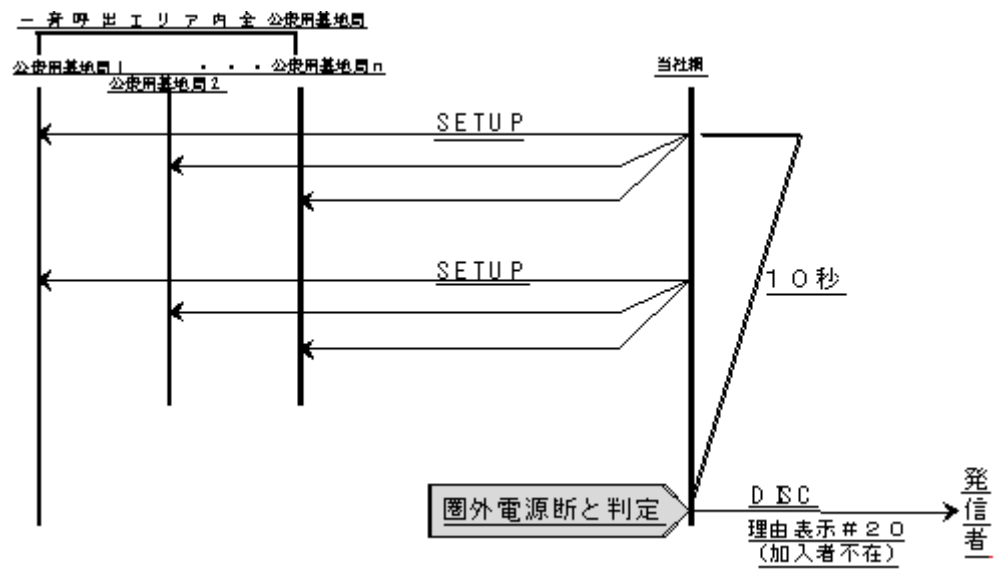 一斉呼出エリア内全公衆用基地局
公衆用基地局1 ・・・公衆用基地局n
公衆用基地局2
当社網
SETUP
SETUP
10秒
圏外電源断と判定
DISC
理由表示#20
(加入者不在)
発信者